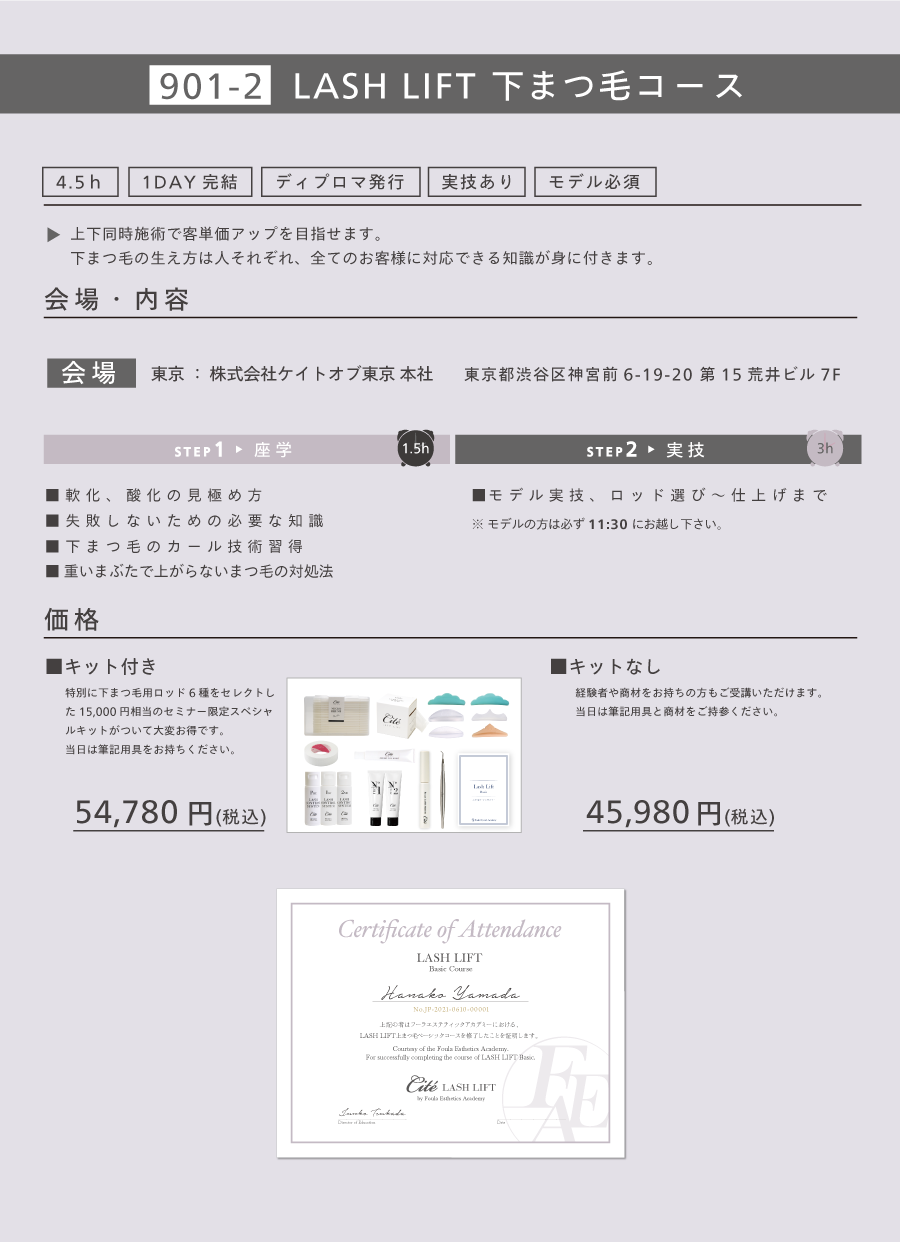 901-2 LASH LIFT 下まつ毛コース
4.5h 1DAY 完結 ディプロマ発行 実技あり モデル必須
▶ 上下同時施術で客単価アップを目指せます。
下まつ毛の生え方は人それぞれ、全てのお客様に対応できる知識が身に付きます。
会場・内容
会場 東京 : 株式会社ケイトオブ東京 本社 東京都渋谷区神宮前 6-19-20 第 15 荒井ビル 7F
STEP1 ▶ 座学 1.5h
■ 軟化、酸化の見極め方
■ 失敗しないための必要な知識
■ 下まつ毛のカール技術習得
■ 重いまぶたで上がらないまつ毛の対処法
STEP2 ▶ 実技 3h
■モデル実技、ロッド選び〜仕上げまで
※ モデルの方は必ず 11:30 にお越し下さい。
価格
■キット付き
特別に下まつ毛用ロッド 6 種をセレクトし
た 15,000 円相当のセミナー限定スペシャ
ルキットがついて大変お得です。
当日は筆記用具をお持ちください。
54,780 円(税込)
Cité
Cité
N°1
N°2
Cité
Cité
Lash Lift
■キットなし
経験者や商材をお持ちの方もご受講いただけます。
当日は筆記用具と商材をご持参ください。
45,980 円(税込)
Certificate of Attendance
LASH LIFT
Basic Course
Hanako Yamada
No.JP-2021-0610-00001
上記の者はフーラエステティックアカデミーにおける、
LASH LIFT上まつ毛ベーシックコースを修了したことを証明します。
Courtesy of the Foula Esthetics Academy.
For successfully completing the course of LASH LIFT Basic.
Cité LASH LIFT
by Foula Esthetics Academy
Director of Education
Date
FAE